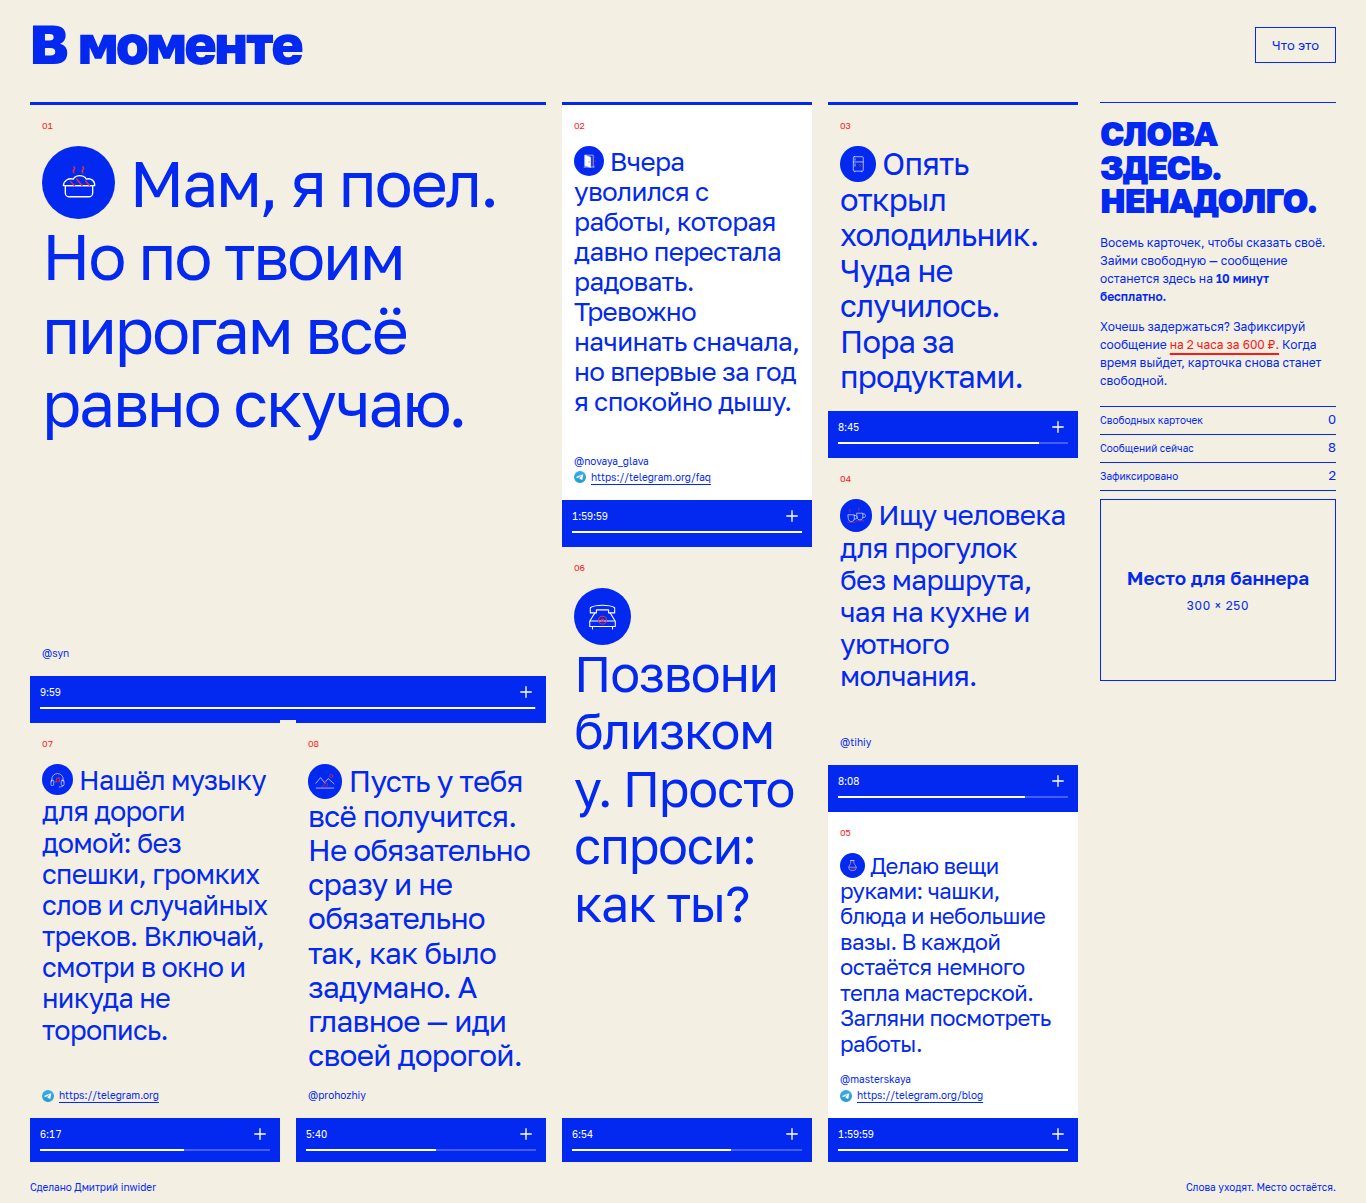 В моменте
Что это
01
Мам, я поел.
Но по твоим
пирогам всё
равно скучаю.
@syn
9:59
02
Вчера
уволился с
работы, которая
давно перестала
радовать.
Тревожно
начинать сначала,
но впервые за год
я спокойно дышу.
@novaya_glava
https://telegram.org/faq
1:59:59
03
Опять
открыл
холодильник.
Чуда не
случилось.
Пора за
продуктами.
8:45
04
Ищу человека
для прогулок
без маршрута,
чая на кухне и
уютного
молчания.
@tihiy
8:08
05
Делаю вещи
руками: чашки,
блюда и небольшие
вазы. В каждой
остаётся немного
тепла мастерской.
Загляни посмотреть
работы.
@masterskaya
https://telegram.org/blog
1:59:59
06
Позвони
близком
у. Просто
спроси:
как ты?
6:54
07
Нашёл музыку
для дороги
домой: без
спешки, громких
слов и случайных
треков. Включай,
смотри в окно и
никуда не
торопись.
https://telegram.org
6:17
08
Пусть у тебя
всё получится.
Не обязательно
сразу и не
обязательно
так, как было
задумано. А
главное — иди
своей дорогой.
@prohozhiy
5:40
СЛОВА
ЗДЕСЬ.
НЕНАДОЛГО.
Восемь карточек, чтобы сказать своё.
Займи свободную — сообщение
останется здесь на 10 минут
бесплатно.
Хочешь задержаться? Зафиксируй
сообщение на 2 часа за 600 ₽. Когда
время выйдет, карточка снова станет
свободной.
Свободных карточек 0
Сообщений сейчас 8
Зафиксировано 2
Место для баннера
300 × 250
Сделано Дмитрий inwider
Слова уходят. Место остаётся.